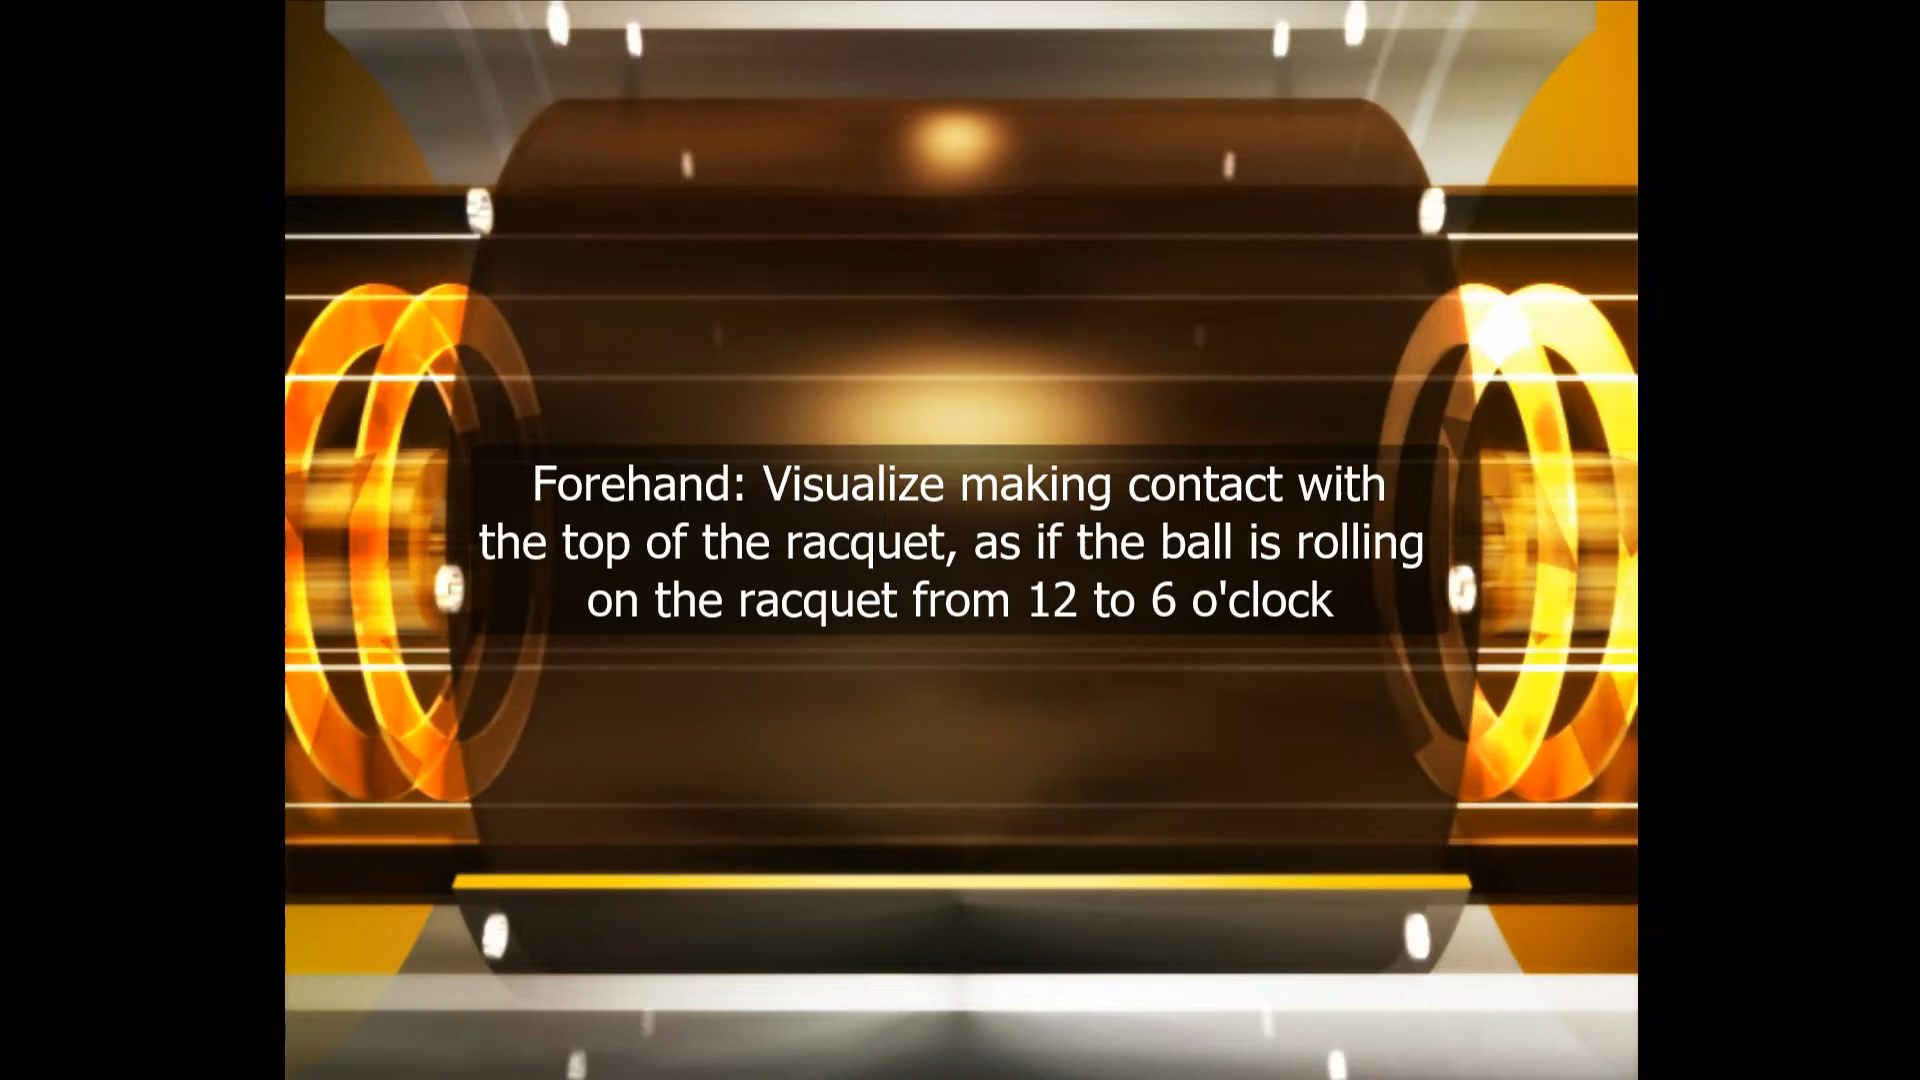 Forehand: Visualize making contact with
the top of the racquet, as if the ball is rolling
on the racquet from 12 to 6 o'clock